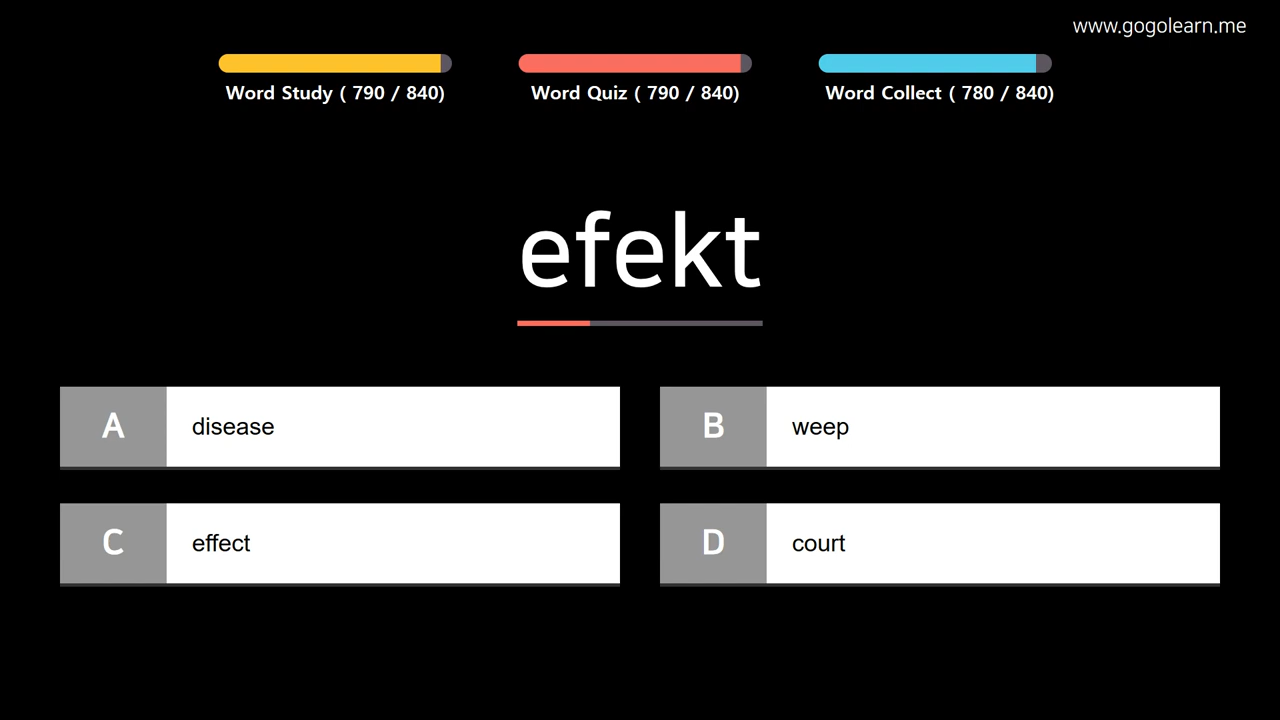 www.gogolearn.me
Word Study ( 790 / 840)
Word Quiz ( 790 / 840)
Word Collect ( 780 / 840)
efekt
A disease
B weep
C effect
D court